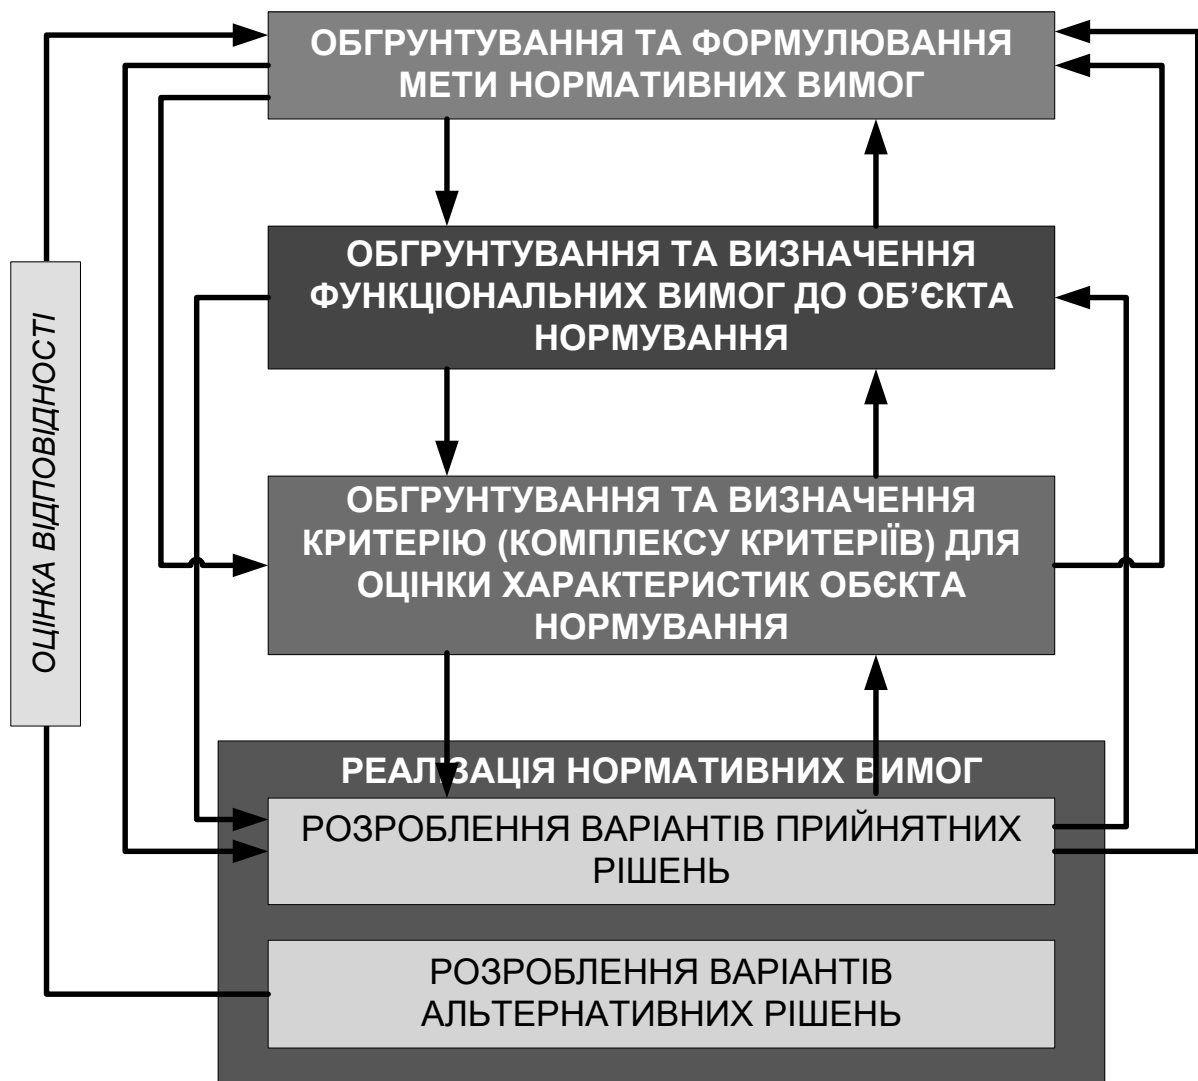 ОБГРУНТУВАННЯ ТА ФОРМУЛЮВАННЯ
МЕТИ НОРМАТИВНИХ ВИМОГ
ОБГРУНТУВАННЯ ТА ВИЗНАЧЕННЯ
ФУНКЦІОНАЛЬНИХ ВИМОГ ДО ОБ’ЄКТА
НОРМУВАННЯ
ОЦІНКА ВІДПОВІДНОСТІ
ОБГРУНТУВАННЯ ТА ВИЗНАЧЕННЯ
КРИТЕРІЮ (КОМПЛЕКСУ КРИТЕРІЇВ) ДЛЯ
ОЦІНКИ ХАРАКТЕРИСТИК ОБЄКТА
НОРМУВАННЯ
РЕАЛІЗАЦІЯ НОРМАТИВНИХ ВИМОГ
РОЗРОБЛЕННЯ ВАРІАНТІВ ПРИЙНЯТНИХ
РІШЕНЬ
РОЗРОБЛЕННЯ ВАРІАНТІВ
АЛЬТЕРНАТИВНИХ РІШЕНЬ